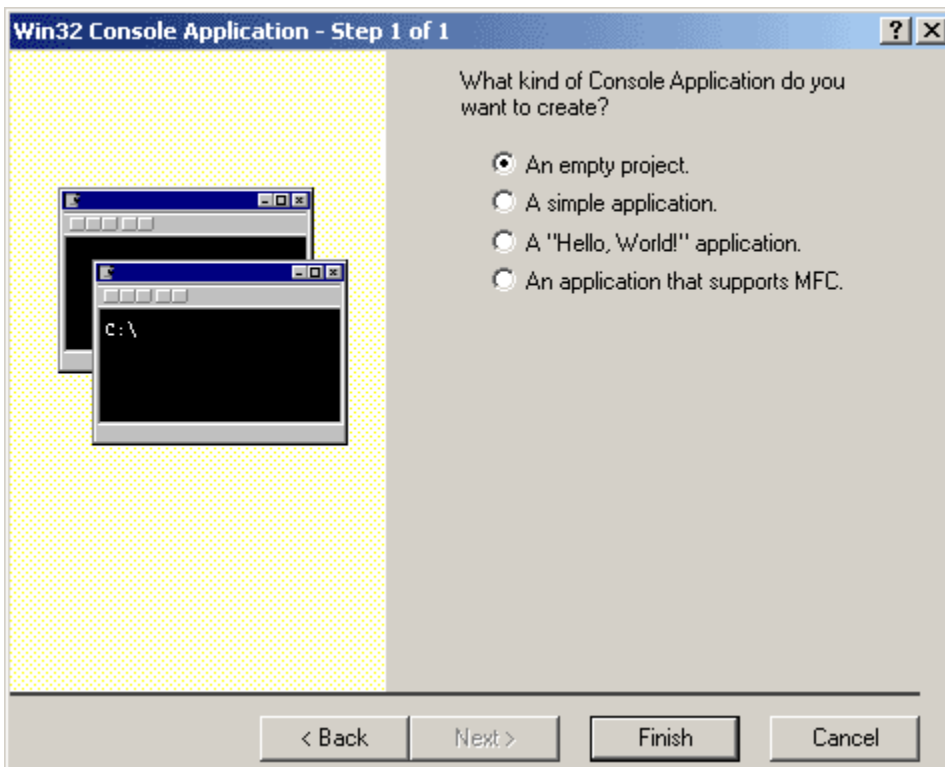 Win32 Console Application - Step 1 of 1
What kind of Console Application do you
want to create?
An empty project.
A simple application.
A "Hello, World!" application.
An application that supports MFC.
C:\
< Back
Next >
Finish
Cancel